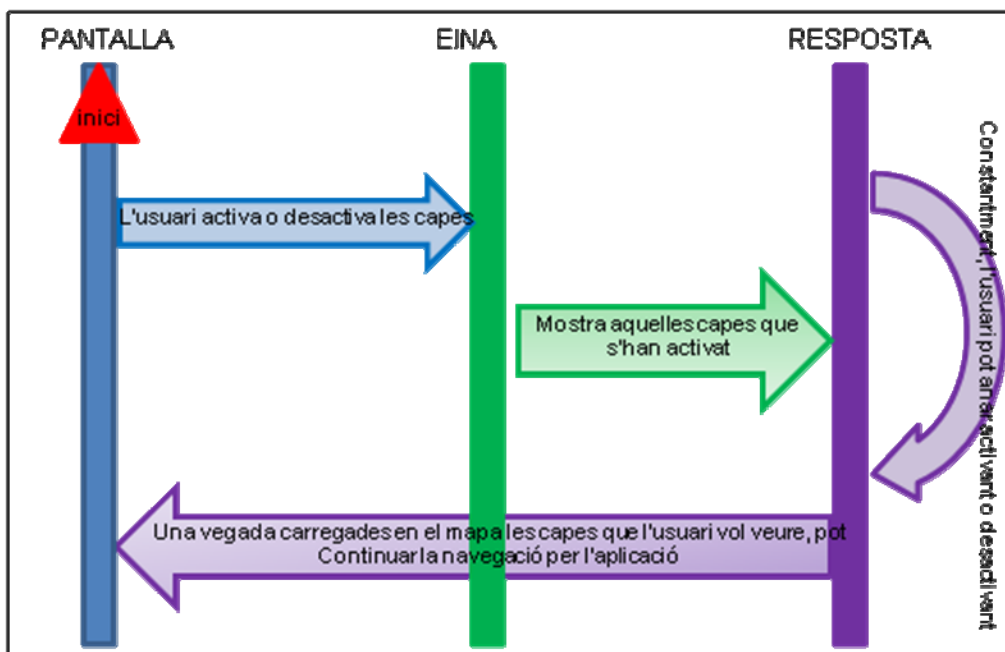 PANTALLA
EINA
RESPOSTA
inici
L'usuari activa o desactiva les capes
Mostra aquelles capes que
s'han activat
Constantment, l'usuari pot anar activant o desactivant
Una vegada carregades en el mapa les capes que l'usuari vol veure, pot
Continuar la navegació per l'aplicació